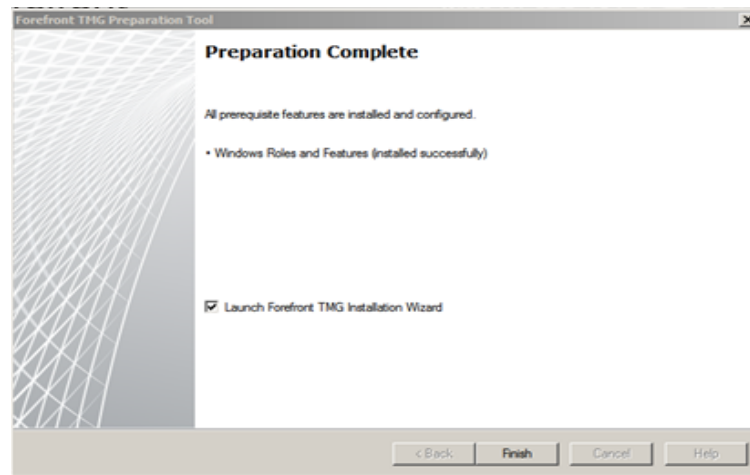 Forefront TMG Preparation Tool
Preparation Complete
All prerequisite features are installed and configured.
• Windows Roles and Features (installed successfully)
Launch Forefront TMG Installation Wizard
< Back Finish Cancel Help